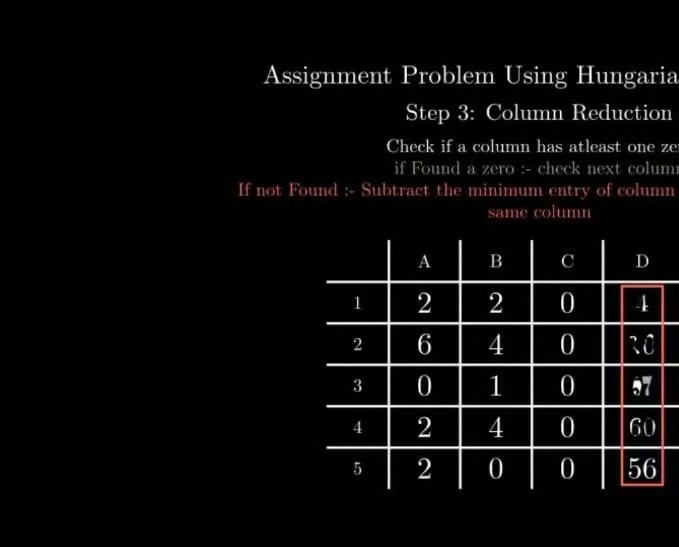 Assignment Problem Using Hungaria
Step 3: Column Reduction
Check if a column has atleast one ze
if Found a zero :- check next colum
If not Found :- Subtract the minimum entry of column
same column
A B C D
1 2 2 0 4
2 6 4 0
3 0 1 0
4 2 4 0 60
5 2 0 0 56